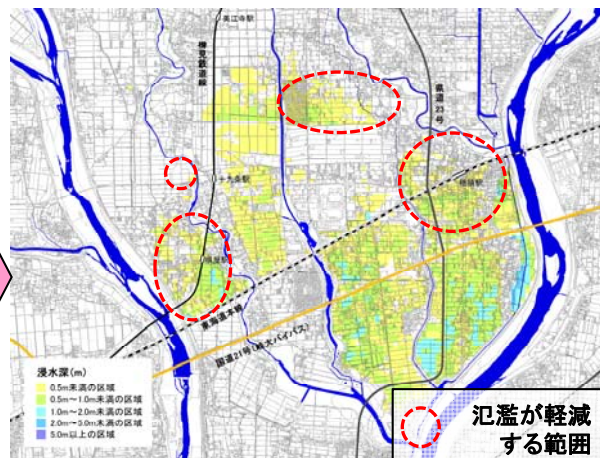 美江寺駅
樽見鉄道線
県道23号
十九条駅
穂積駅
横屋駅
東海道本線
国道21号(岐大バイパス)
浸水深(m)
0.5m未満の区域
0.5m～1.0m未満の区域
1.0m～2.0m未満の区域
2.0m～5.0m未満の区域
5.0m以上の区域
氾濫が軽減
する範囲